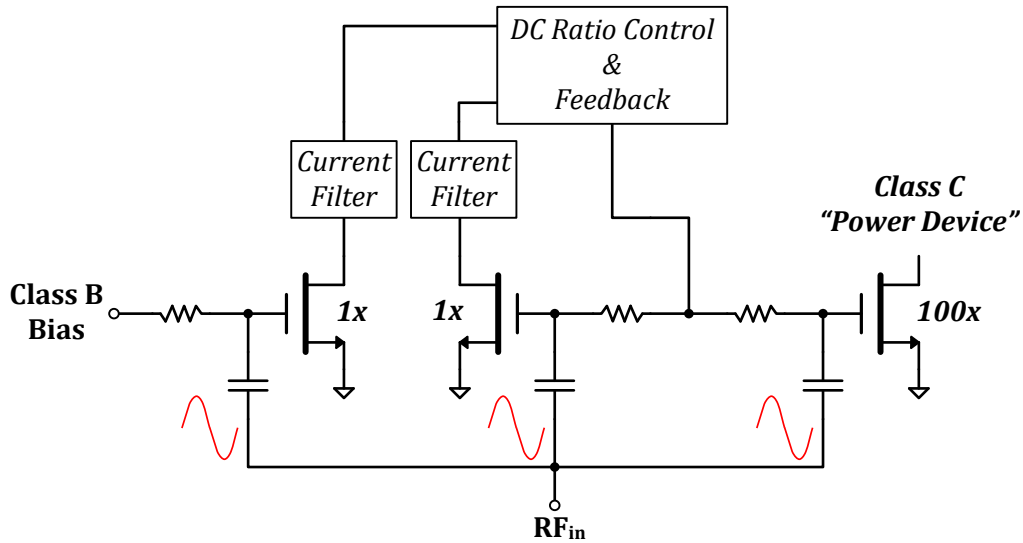 DC Ratio Control
&
Feedback
Current
Filter
Current
Filter
Class C
“Power Device”
Class B
Bias
1x
1x
100x
RFin